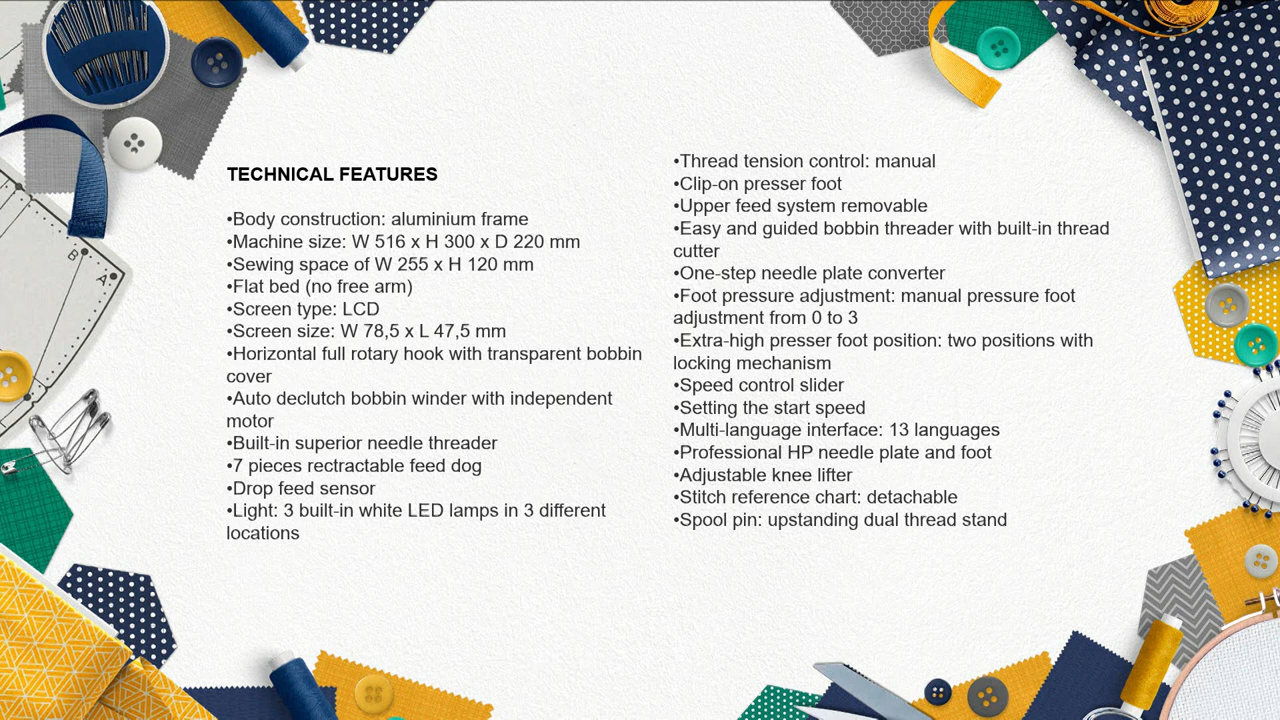 TECHNICAL FEATURES
•Body construction: aluminium frame
•Machine size: W 516 x H 300 x D 220 mm
•Sewing space of W 255 x H 120 mm
•Flat bed (no free arm)
•Screen type: LCD
•Screen size: W 78,5 x L 47,5 mm
•Horizontal full rotary hook with transparent bobbin
cover
•Auto declutch bobbin winder with independent
motor
•Built-in superior needle threader
•7 pieces rectractable feed dog
•Drop feed sensor
•Light: 3 built-in white LED lamps in 3 different
locations
•Thread tension control: manual
•Clip-on presser foot
•Upper feed system removable
•Easy and guided bobbin threader with built-in thread
cutter
•One-step needle plate converter
•Foot pressure adjustment: manual pressure foot
adjustment from 0 to 3
•Extra-high presser foot position: two positions with
locking mechanism
•Speed control slider
•Setting the start speed
•Multi-language interface: 13 languages
•Professional HP needle plate and foot
•Adjustable knee lifter
•Stitch reference chart: detachable
•Spool pin: upstanding dual thread stand
B
A